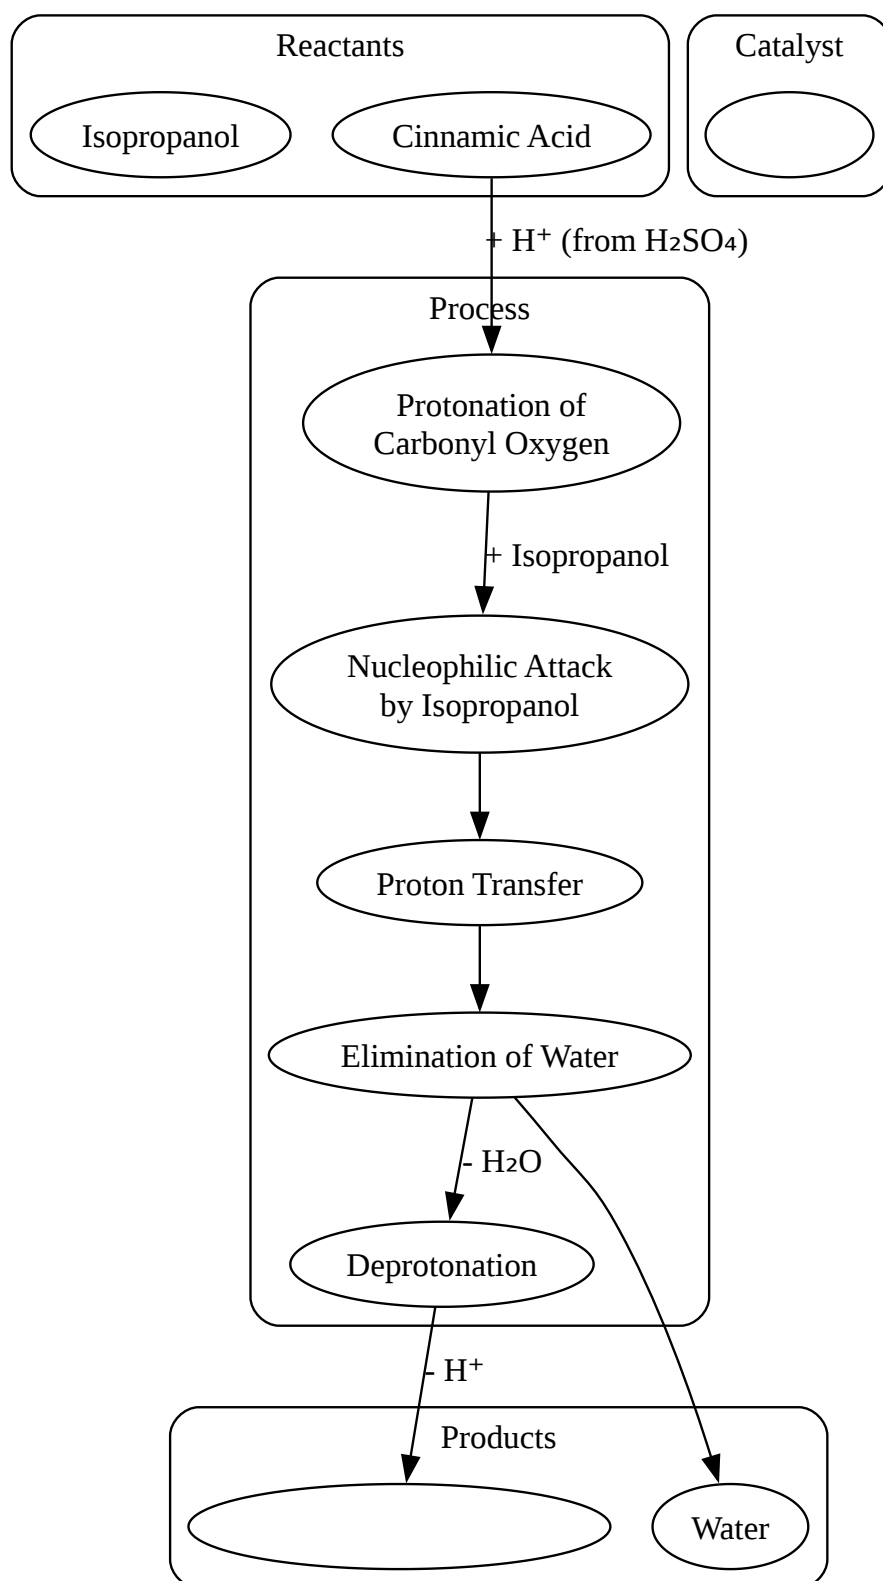 Reactants
Catalyst
Isopropanol
Cinnamic Acid
+ H⁺ (from H₂SO₄)
Process
Protonation of
Carbonyl Oxygen
+ Isopropanol
Nucleophilic Attack
by Isopropanol
Proton Transfer
Elimination of Water
- H₂O
Deprotonation
- H⁺
Products
Water